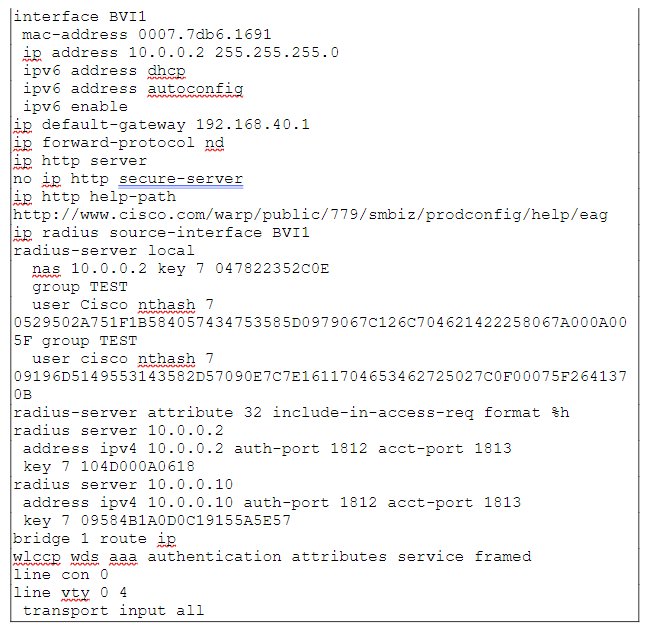 interface BVI1
mac-address 0007.7db6.1691
ip address 10.0.0.2 255.255.255.0
ipv6 address dhcp
ipv6 address autoconfig
ipv6 enable
ip default-gateway 192.168.40.1
ip forward-protocol nd
ip http server
no ip http secure-server
ip http help-path
http://www.cisco.com/warp/public/779/smbiz/prodconfig/help/eag
ip radius source-interface BVI1
radius-server local
nas 10.0.0.2 key 7 047822352C0E
group TEST
user Cisco nthash 7
0529502A751F1B584057434753585D0979067C126C704621422258067A000A00
5F group TEST
user cisco nthash 7
09196D5149553143582D57090E7C7E1611704653462725027C0F00075F264137
0B
radius-server attribute 32 include-in-access-req format %h
radius server 10.0.0.2
address ipv4 10.0.0.2 auth-port 1812 acct-port 1813
key 7 104D000A0618
radius server 10.0.0.10
address ipv4 10.0.0.10 auth-port 1812 acct-port 1813
key 7 09584B1A0D0C19155A5E57
bridge 1 route ip
wlccp wds aaa authentication attributes service framed
line con 0
line vty 0 4
transport input all